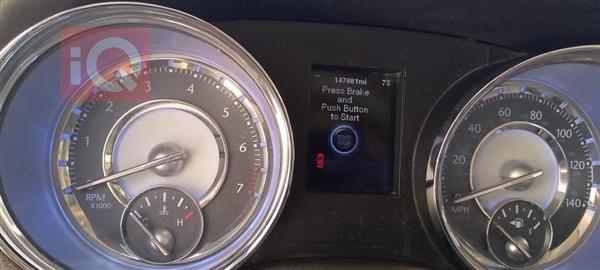 iQ
147681mi 75
Press Brake
and
Push Button
to Start
START
STOP
1
2
3
4
5
6
7
RPM
X1000
H
0
20
40
60
80
100
120
140
MPH
F